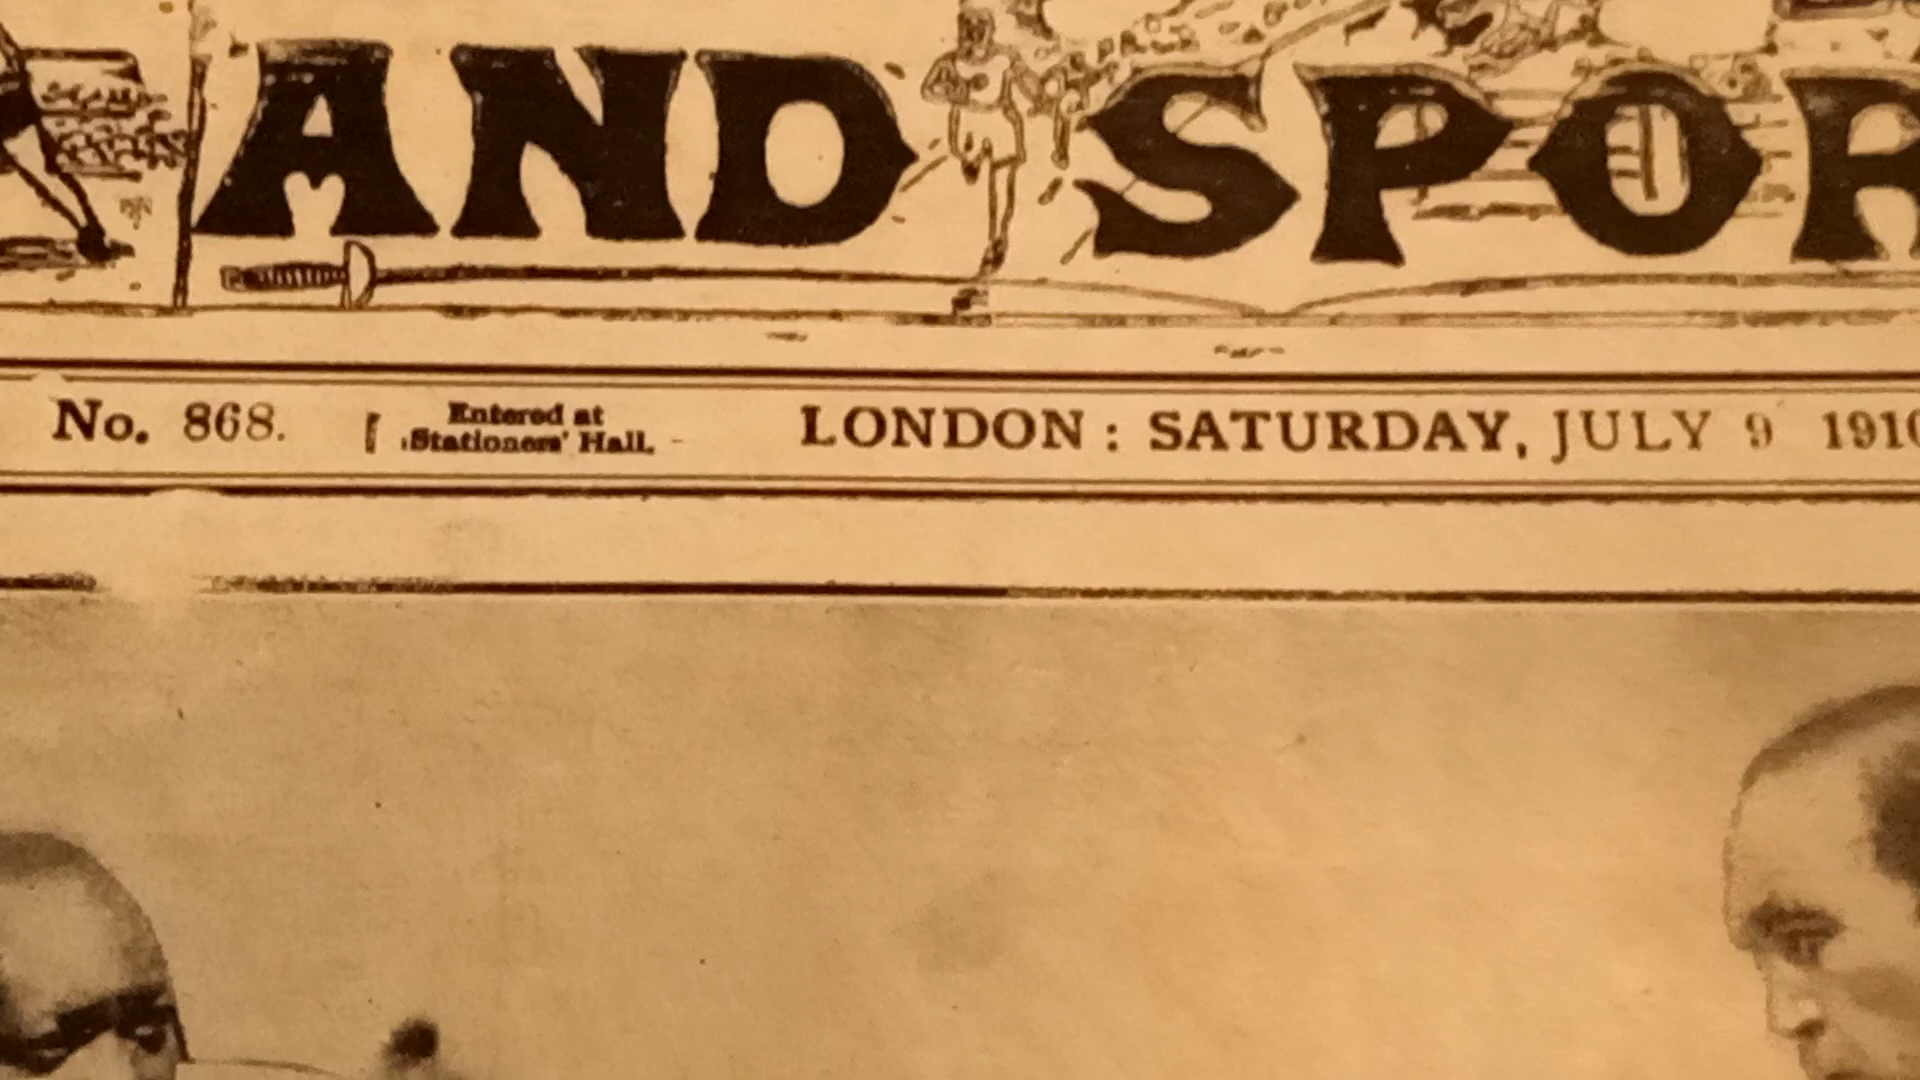 AND SPOR
No. 868.
Entered at
Stationers' Hall.
LONDON: SATURDAY, JULY 9 1910